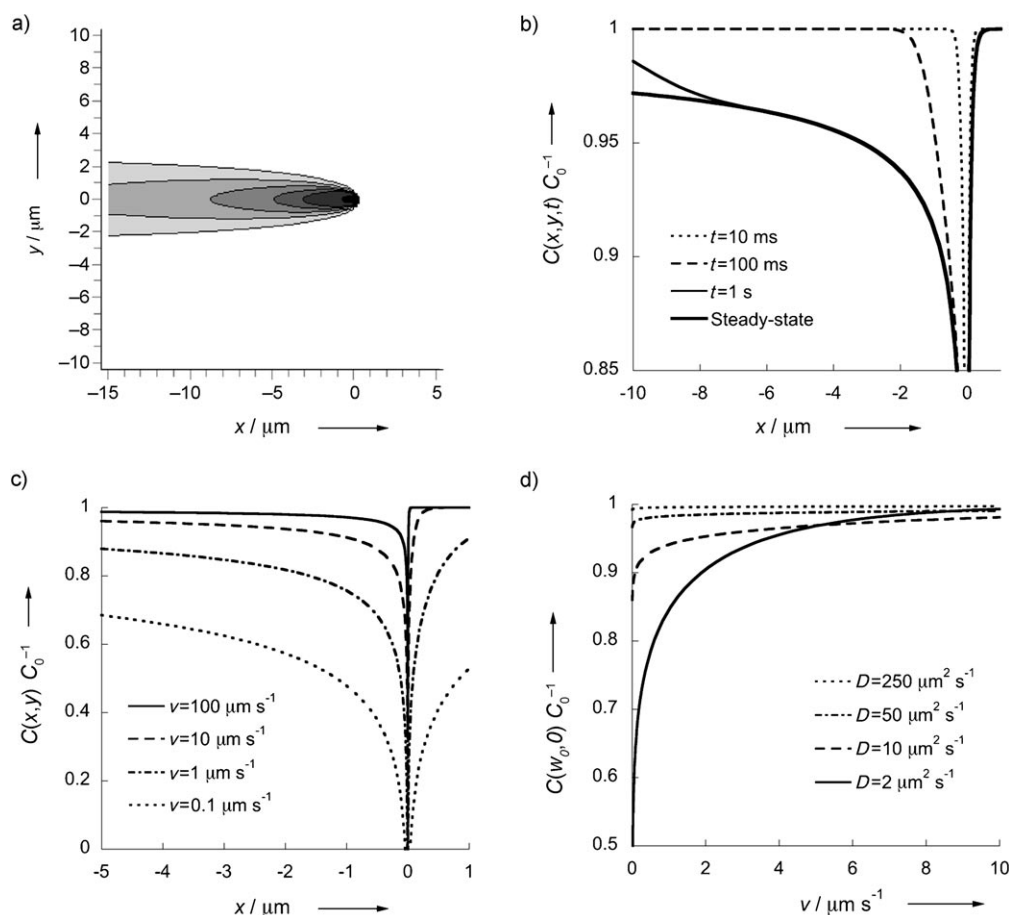 a)
10
8
6
4
2
0
–2
–4
–6
–8
–10
y / μm
–15
–10
–5
0
5
x / μm
b)
1
0.95
0.9
0.85
C(x,y,t) C₀⁻¹
t=10 ms
t=100 ms
t=1 s
Steady-state
-10
-8
-6
-4
-2
0
x / μm
c)
1
0.8
0.6
0.4
0.2
0
C(x,y) C₀⁻¹
v=100 μm s⁻¹
v=10 μm s⁻¹
v=1 μm s⁻¹
v=0.1 μm s⁻¹
-5
-4
-3
-2
-1
0
1
x / μm
d)
1
0.9
0.8
0.7
0.6
0.5
C(w₀,0) C₀⁻¹
D=250 μm² s⁻¹
D=50 μm² s⁻¹
D=10 μm² s⁻¹
D=2 μm² s⁻¹
0
2
4
6
8
10
v / μm s⁻¹